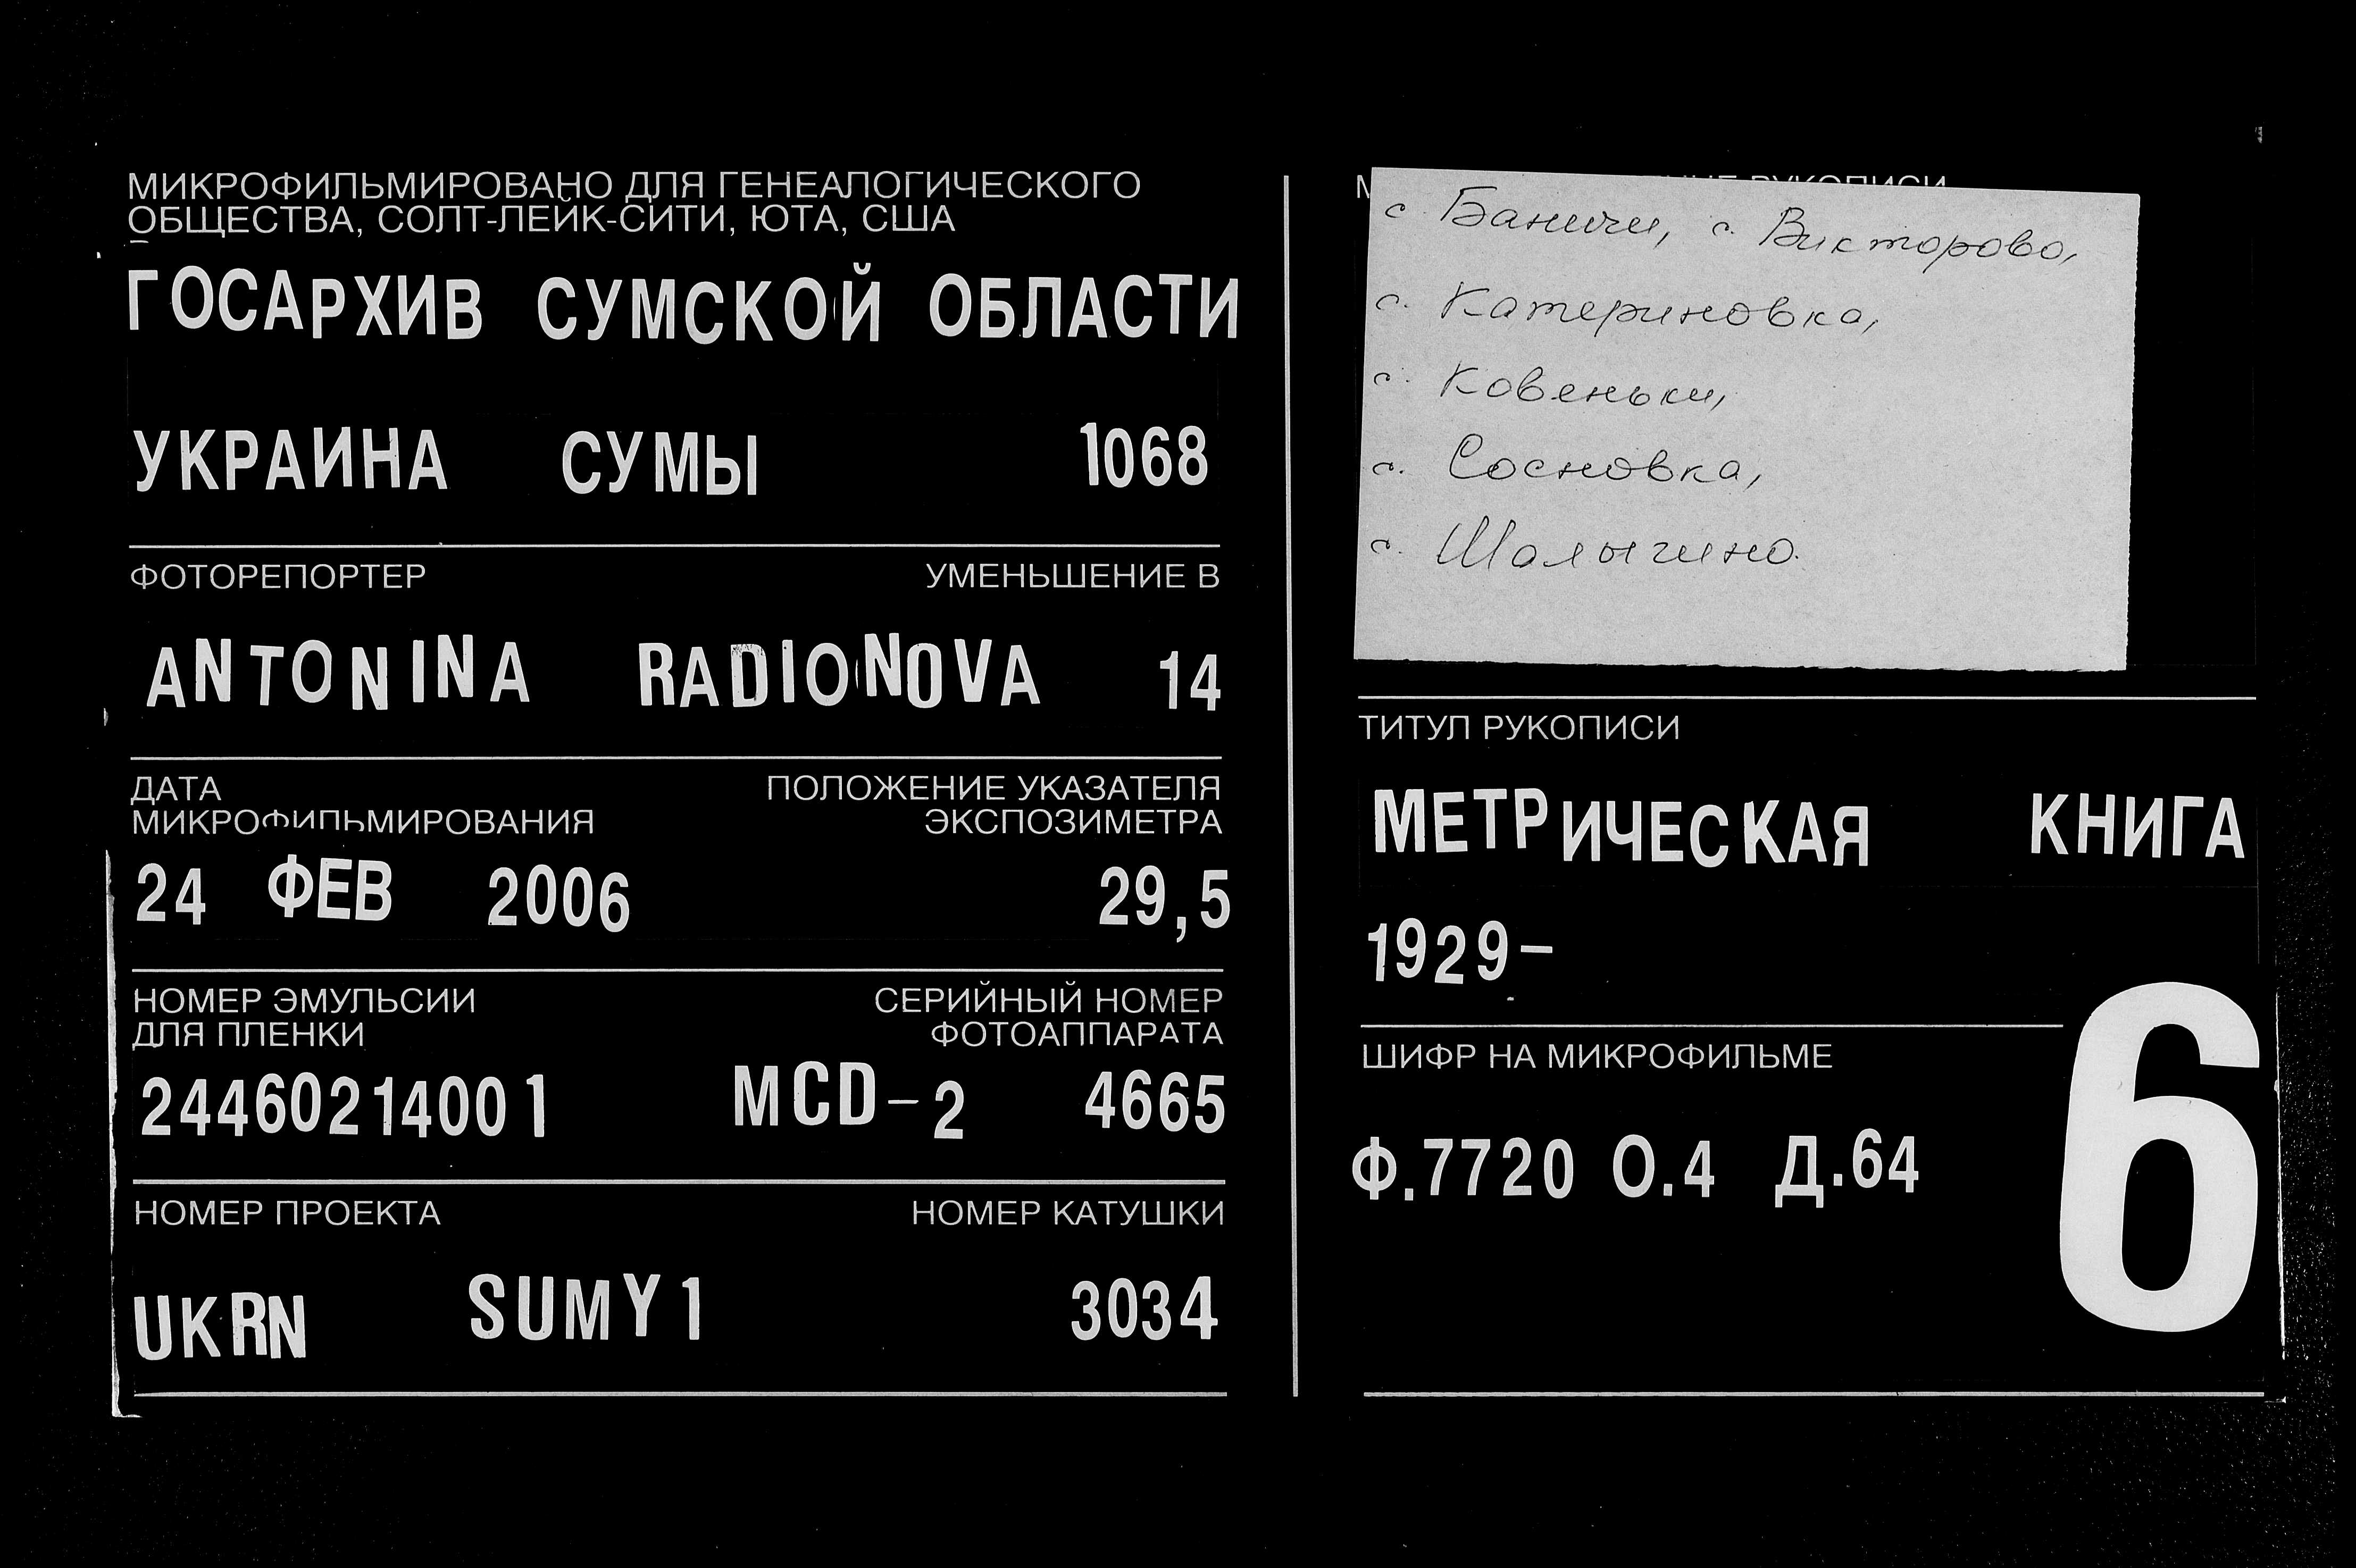 МИКРОФИЛЬМИРОВАНО ДЛЯ ГЕНЕАЛОГИЧЕСКОГО
ОБЩЕСТВА, СОЛТ-ЛЕЙК-СИТИ, ЮТА, США
ГОСАРХИВ СУМСКОЙ ОБЛАСТИ
УКРАИНА СУМЫ 1068
ФОТОРЕПОРТЕР УМЕНЬШЕНИЕ В
ANTONINA RADIONOVA 14
ДАТА ПОЛОЖЕНИЕ УКАЗАТЕЛЯ
МИКРОФИЛЬМИРОВАНИЯ ЭКСПОЗИМЕТРА
24 ФЕВ 2006 29,5
НОМЕР ЭМУЛЬСИИ СЕРИЙНЫЙ НОМЕР
ДЛЯ ПЛЕНКИ ФОТОАППАРАТА
24460214001 MCD-2 4665
НОМЕР ПРОЕКТА НОМЕР КАТУШКИ
UKRN SUMY1 3034
РУКОПИСИ
с Баничи, с. Викторово,
с. Катериновка,
с. Ковеньки,
с. Сосновка,
с. Шалыгино.
ТИТУЛ РУКОПИСИ
МЕТРИЧЕСКАЯ КНИГА
1929-
ШИФР НА МИКРОФИЛЬМЕ
Ф.7720 О.4 Д.64
6